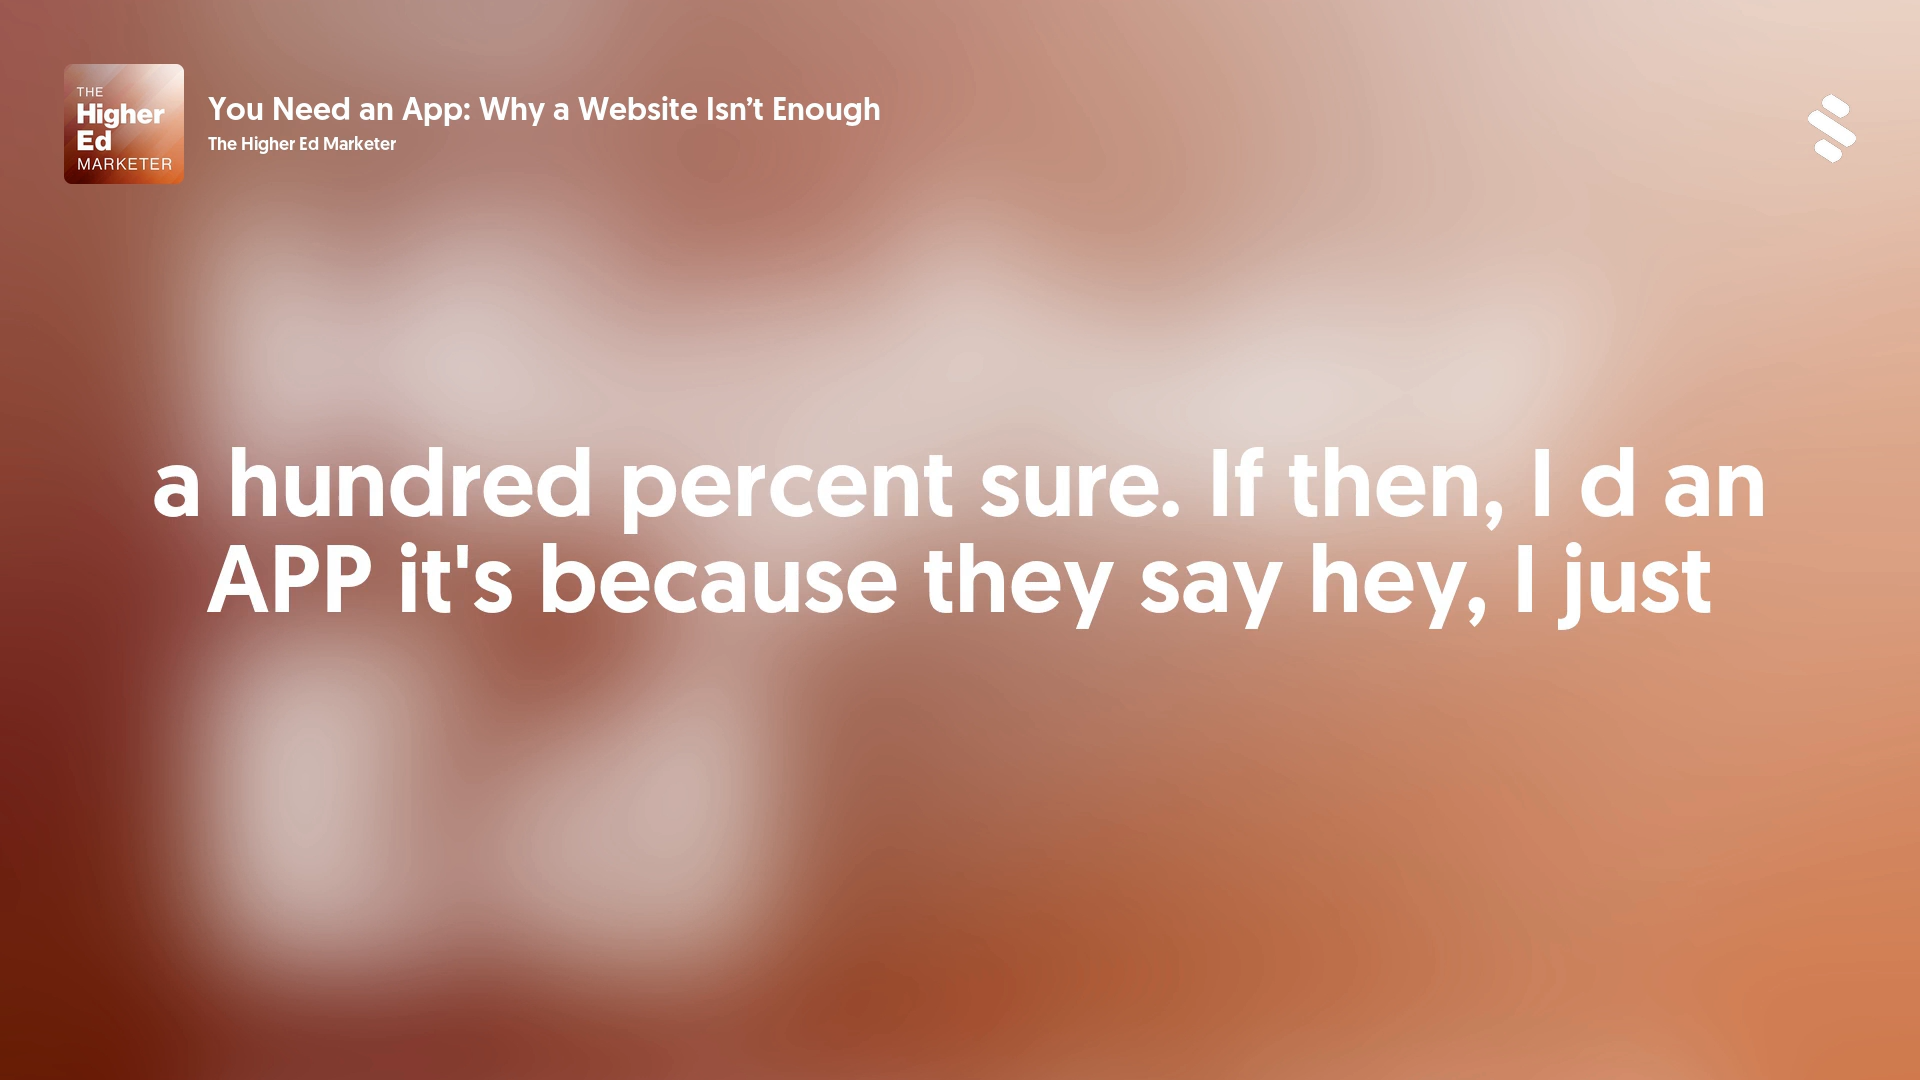 THE
Higher
Ed
MARKETER
You Need an App: Why a Website Isn’t Enough
The Higher Ed Marketer
a hundred percent sure. If then, I d an
APP it's because they say hey, I just